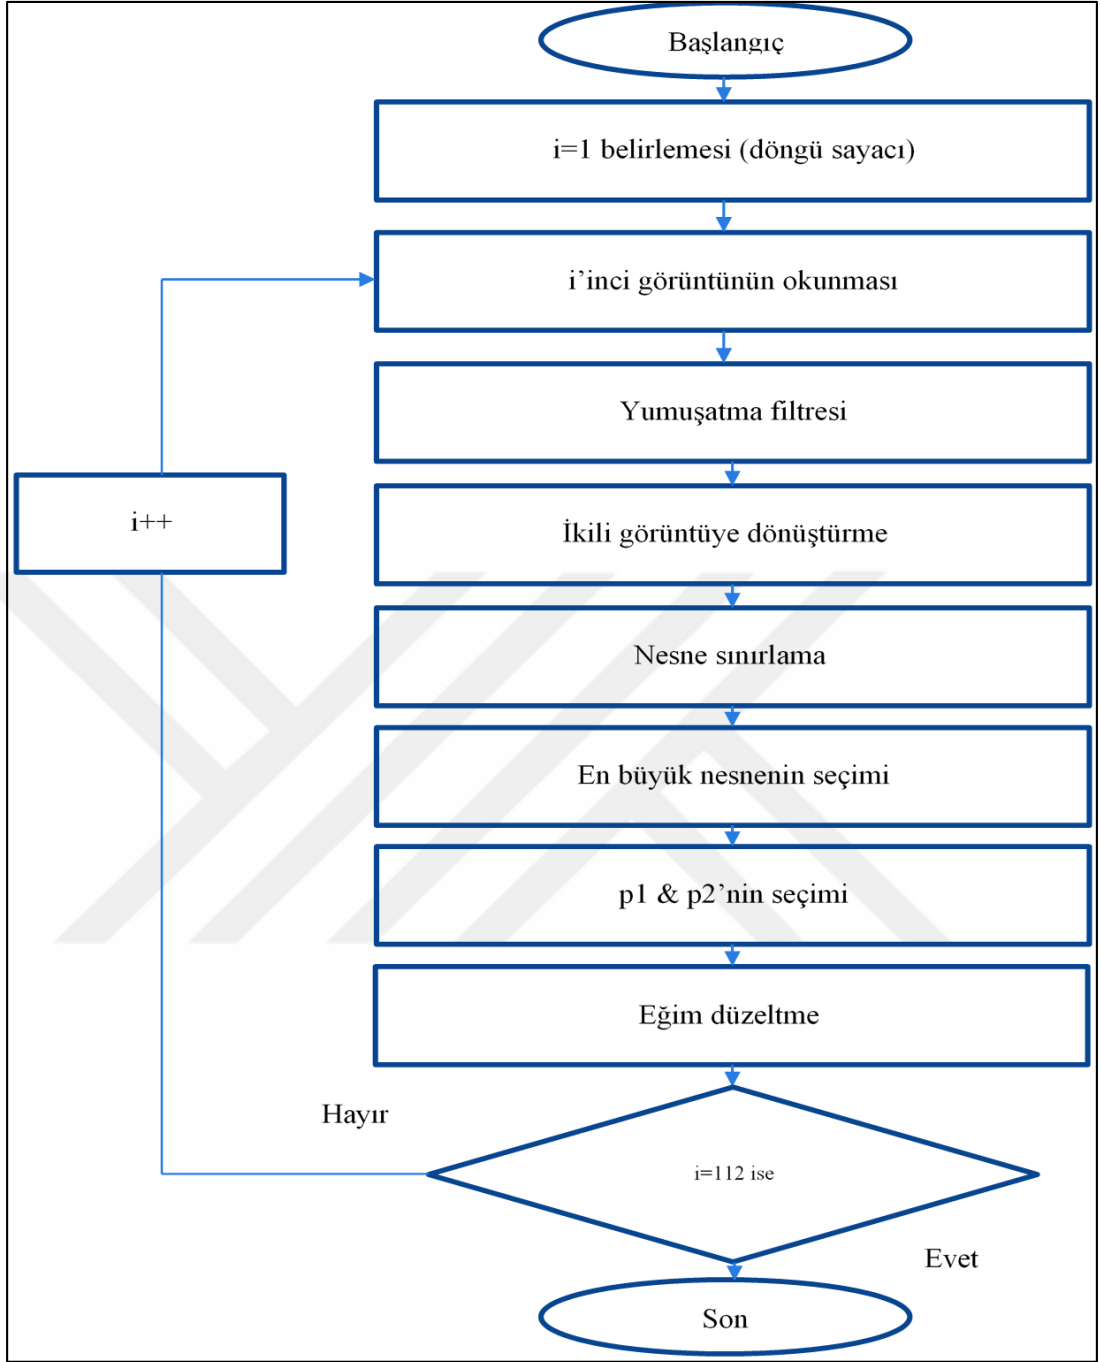 Başlangıç
i=1 belirlemesi (döngü sayacı)
i’inci görüntünün okunması
Yumuşatma filtresi
i++
İkili görüntüye dönüştürme
Nesne sınırlama
En büyük nesnenin seçimi
p1 & p2’nin seçimi
Eğim düzeltme
Hayır
i=112 ise
Evet
Son